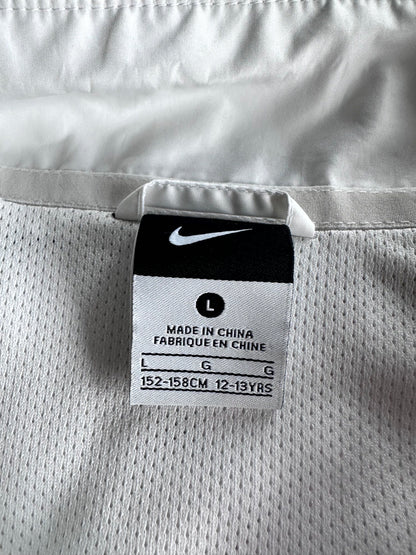 L
MADE IN CHINA
FABRIQUE EN CHINE
L G G
152-158CM 12-13YRS